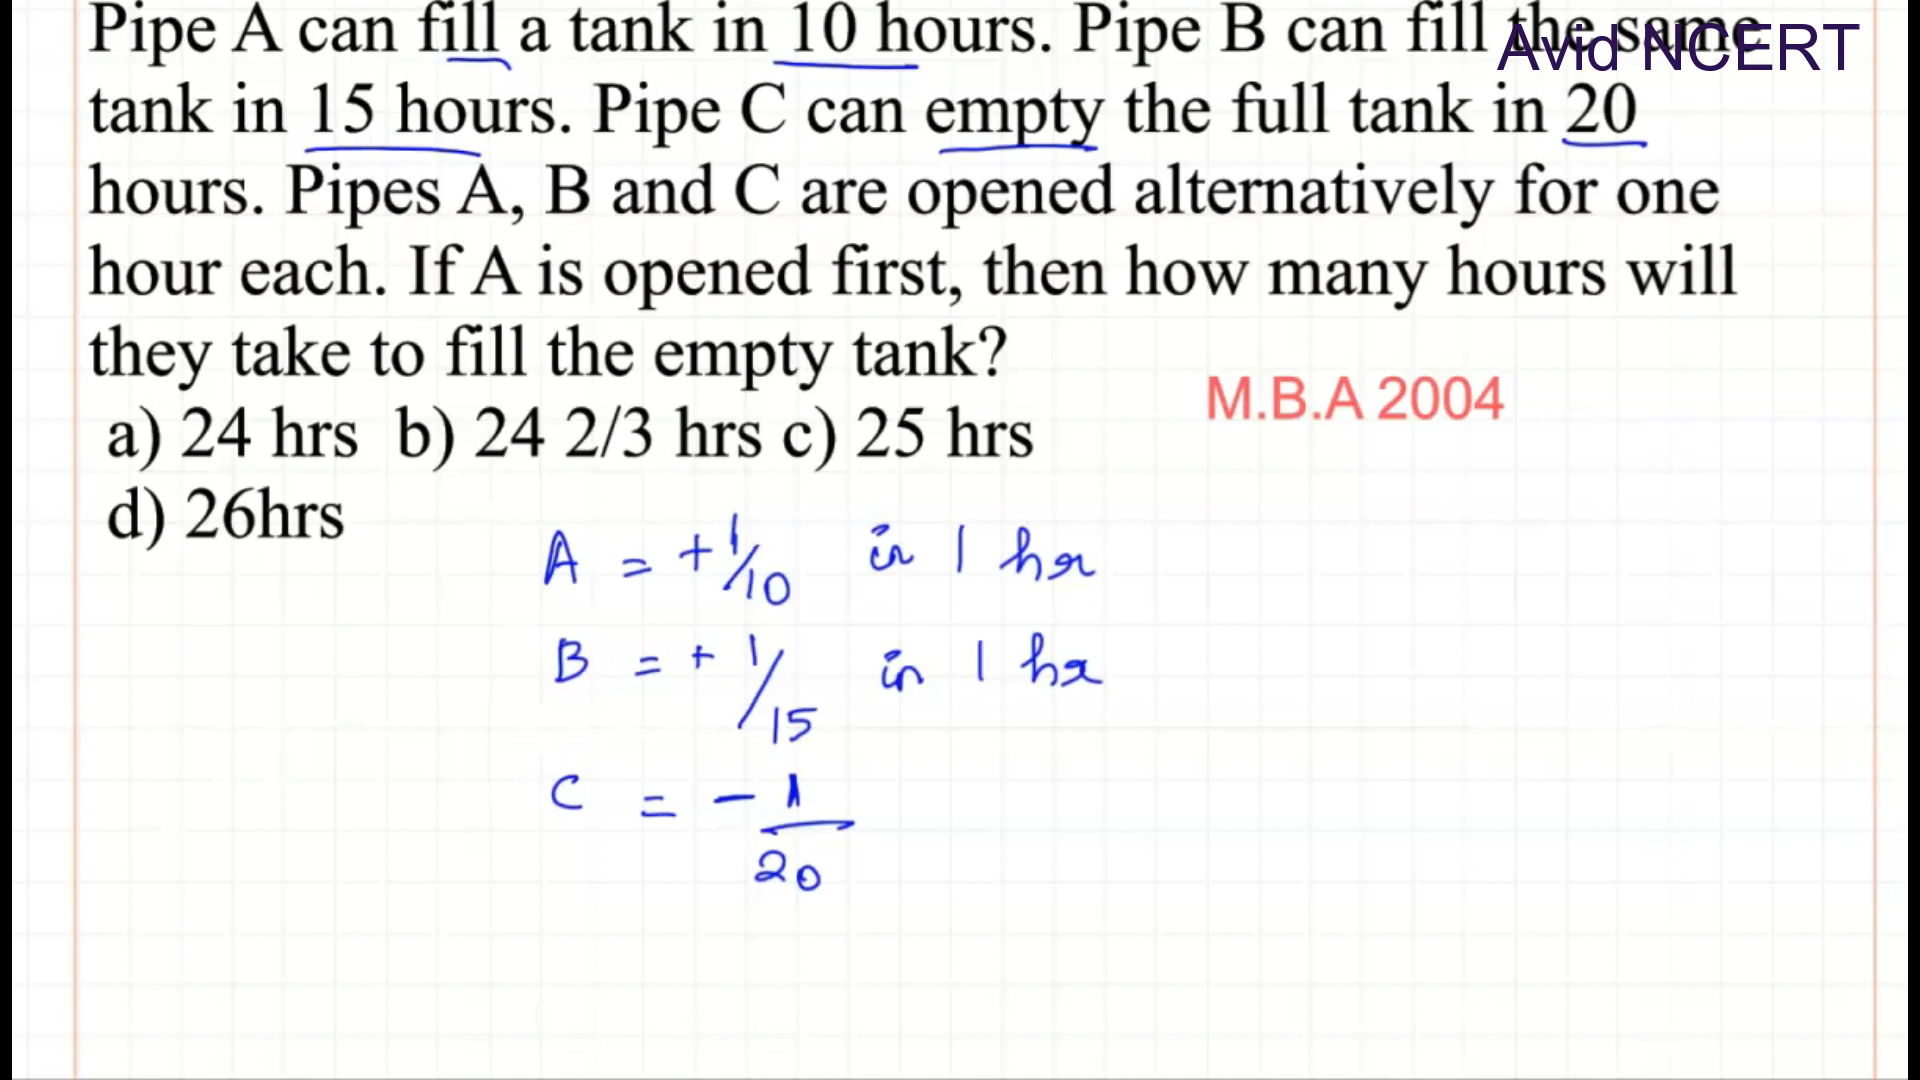 Pipe A can fill a tank in 10 hours. Pipe B can fill the same
Avid NCERT
tank in 15 hours. Pipe C can empty the full tank in 20
hours. Pipes A, B and C are opened alternatively for one
hour each. If A is opened first, then how many hours will
they take to fill the empty tank?
M.B.A 2004
a) 24 hrs b) 24 2/3 hrs c) 25 hrs
d) 26hrs
A = +1/10 in 1 hr
B = + 1/15 in 1 hr
C = - 1/20